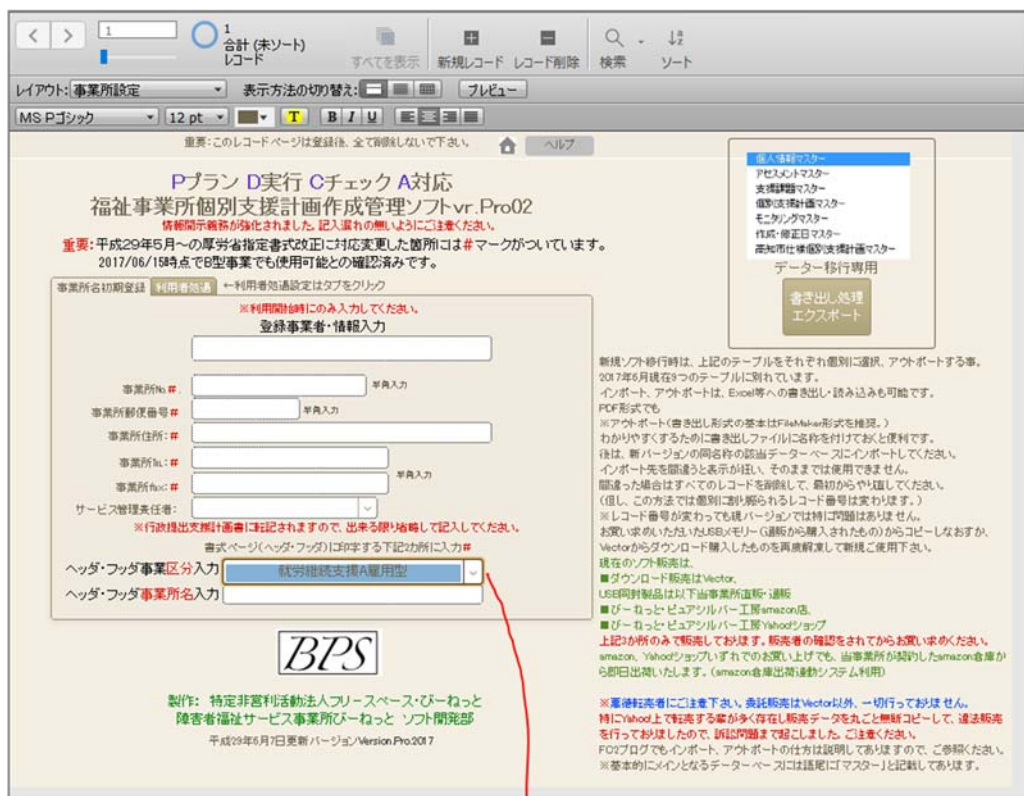 1
1
合計 (未ソート)
レコード
すべてを表示 新規レコード レコード削除 検索 ソート
レイアウト: 事業所設定 表示方法の切り替え: プレビュー
MS Pゴシック 12 pt T B I U
重要:このレコードページは登録後、全て削除しないで下さい。 ヘルプ
Pプラン D実行 Cチェック A対応
福祉事業所個別支援計画作成管理ソフトvr.Pro02
情報開示義務が強化されました。記入漏れの無いようにご注意ください。
重要:平成29年5月~の厚労省指定書式改正に対応変更した箇所には#マークがついています。
2017/06/15時点でB型事業でも使用可能との確認済みです。
事業所名初期登録 利用者処遇 ←利用者処遇設定はタブをクリック
※利用開始時にのみ入力してください。
登録事業者・情報入力
事業所No.#. 半角入力
事業所郵便番号# 半角入力
事業所住所:#
事業所℡:#
半角入力
事業所fax:#
サービス管理責任者:
※行政提出支援計画書に転記されますので、出来る限り省略して記入してください。
書式ページ(ヘッダ・フッダ)に印字する下記2カ所に入力#
ヘッダ・フッダ事業区分入力 就労継続支援A雇用型
ヘッダ・フッダ事業所名入力
BPS
製作: 特定非営利活動法人フリースペース・びーねっと
障害者福祉サービス事業所びーねっと ソフト開発部
平成29年6月7日更新バージョンVersion.Pro.2017
個人情報マスター
アセスメントマスター
支援課題マスター
個別支援計画マスター
モニタリングマスター
作成・修正日マスター
高知市仕様個別支援計画マスター
データー移行専用
書き出し処理
エクスポート
新規ソフト移行時は、上記のテーブルをそれぞれ個別に選択、アウトポートする事。
2017年6月現在9つのテーブルに別れています。
インポート、アウトポートは、Excel等への書き出し・読み込みも可能です。
PDF形式でも
※アウトポート(書き出し形式の基本はFileMaker形式を推奨。)
わかりやすくするために書き出しファイルに名称を付けておくと便利です。
後は、新バージョンの同名称の該当データーベースにインポートしてください。
インポート先を間違うと表示が狂い、そのままでは使用できません。
間違った場合はすべてのレコードを削除して、最初からやり直してください。
(但し、この方法では個別に割り振られるレコード番号は変わります。)
※レコード番号が変わっても現バージョンでは特に問題はありません。
お買い求めいただいたUSBメモリー(通販から購入されたもの)からコピーしなおすか、
Vectorからダウンロード購入したものを再度解凍して新規ご使用下さい。
現在のソフト販売は、
■ダウンロード販売はVector、
USB同封製品は以下当事業所直販・通販
■びーねっと・ピュアシルバー工房amazon店、
■びーねっと・ピュアシルバー工房Yahooショップ
上記3か所のみで販売しております。販売者の確認をされてからお買い求めください。
amazon、Yahooショップいずれでのお買い上げでも、当事業所が契約したamazon倉庫か
ら即日出荷いたします。(amazon倉庫出荷連動システム利用)
※悪徳転売者にご注意下さい。委託販売はVector以外、一切行っておりません。
特にYahoo上で転売する輩が多く存在し販売データを丸ごと無断コピーして、違法販売
を行っておりましたので、訴訟問題まで起こしました。ご注意ください。
FC2ブログでもインポート、アウトポートの仕方は説明してありますので、ご参照ください。
※基本的にメインとなるデーターベースには語尾に「マスター」と記載してあります。